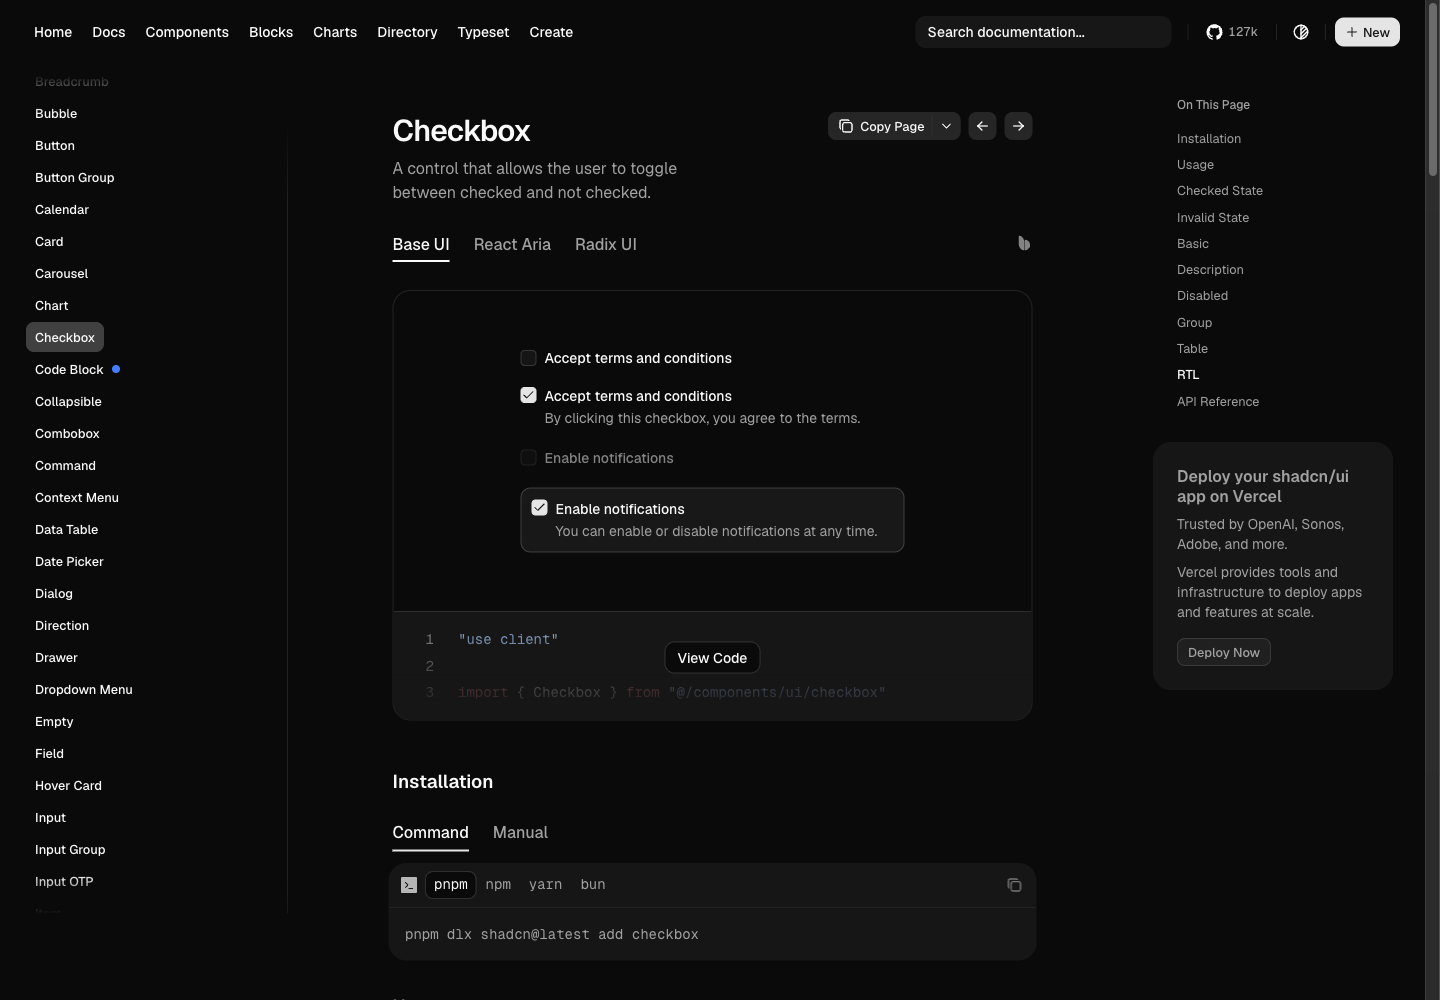 Home Docs Components Blocks Charts Directory Typeset Create
Search documentation...
127k
New
Breadcrumb
Bubble
Button
Button Group
Calendar
Card
Carousel
Chart
Checkbox
Code Block
Collapsible
Combobox
Command
Context Menu
Data Table
Date Picker
Dialog
Direction
Drawer
Dropdown Menu
Empty
Field
Hover Card
Input
Input Group
Input OTP
Checkbox
Copy Page
A control that allows the user to toggle
between checked and not checked.
Base UI React Aria Radix UI
Accept terms and conditions
Accept terms and conditions
By clicking this checkbox, you agree to the terms.
Enable notifications
Enable notifications
You can enable or disable notifications at any time.
1 "use client"
2
View Code
3 import { Checkbox } from "@/components/ui/checkbox"
Installation
Command Manual
pnpm npm yarn bun
pnpm dlx shadcn@latest add checkbox
On This Page
Installation
Usage
Checked State
Invalid State
Basic
Description
Disabled
Group
Table
RTL
API Reference
Deploy your shadcn/ui
app on Vercel
Trusted by OpenAI, Sonos,
Adobe, and more.
Vercel provides tools and
infrastructure to deploy apps
and features at scale.
Deploy Now